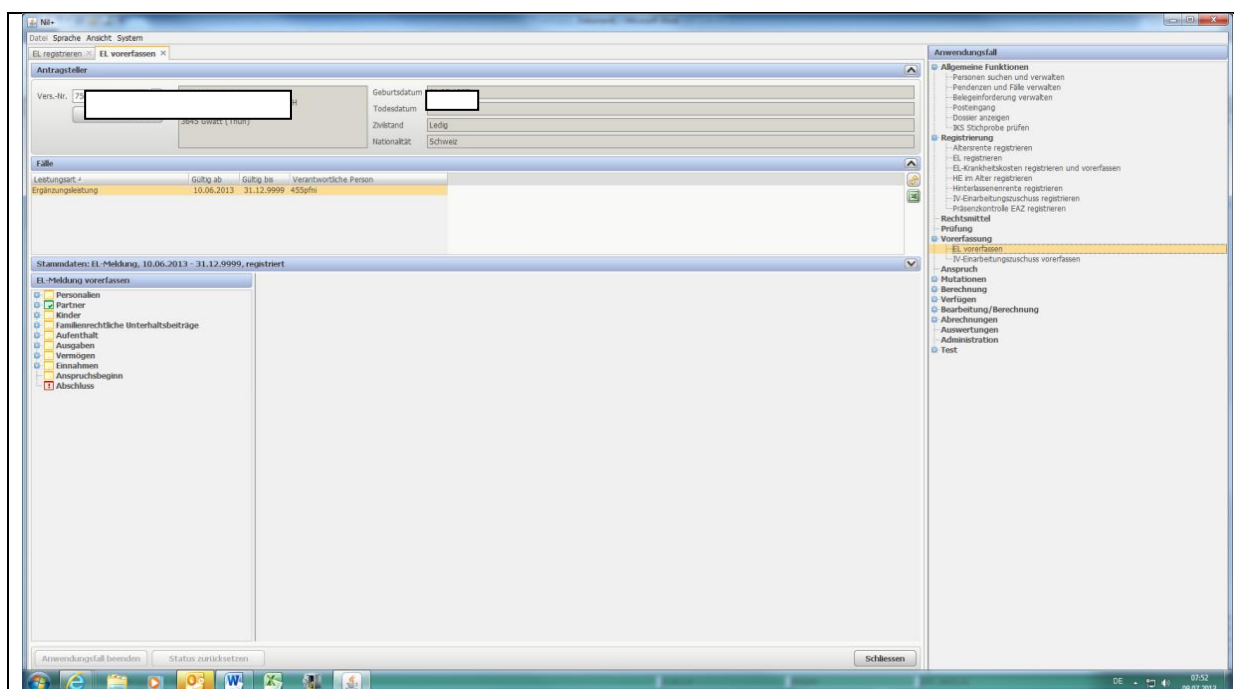 Nil+
Datei Sprache Ansicht System
EL registrieren × EL vorerfassen ×
Antragsteller
Vers.-Nr. 75
H
3645 Gwatt (Thun)
Geburtsdatum
Todesdatum
Zivilstand Ledig
Nationalität Schweiz
Fälle
Leistungsart Gültig ab Gültig bis Verantwortliche Person
Ergänzungsleistung 10.06.2013 31.12.9999 455pfni
Stammdaten: EL-Meldung, 10.06.2013 - 31.12.9999, registriert
EL-Meldung vorerfassen
Personalien
Partner
Kinder
Familienrechtliche Unterhaltsbeiträge
Aufenthalt
Ausgaben
Vermögen
Einnahmen
Anspruchsbeginn
Abschluss
Anwendungsfall beenden Status zurücksetzen Schliessen
Anwendungsfall
Allgemeine Funktionen
Personen suchen und verwalten
Pendenzen und Fälle verwalten
Belegeinforderung verwalten
Posteingang
Dossier anzeigen
IKS Stichprobe prüfen
Registrierung
Altersrente registrieren
EL registrieren
EL-Krankheitskosten registrieren und vorerfassen
HE im Alter registrieren
Hinterlassenenrente registrieren
IV-Einarbeitungszuschuss registrieren
Präsenzkontrolle EAZ registrieren
Rechtsmittel
Prüfung
Vorerfassung
EL vorerfassen
IV-Einarbeitungszuschuss vorerfassen
Anspruch
Mutationen
Berechnung
Verfügen
Bearbeitung/Berechnung
Abrechnungen
Auswertungen
Administration
Test
DE 07:52
09.07.2013